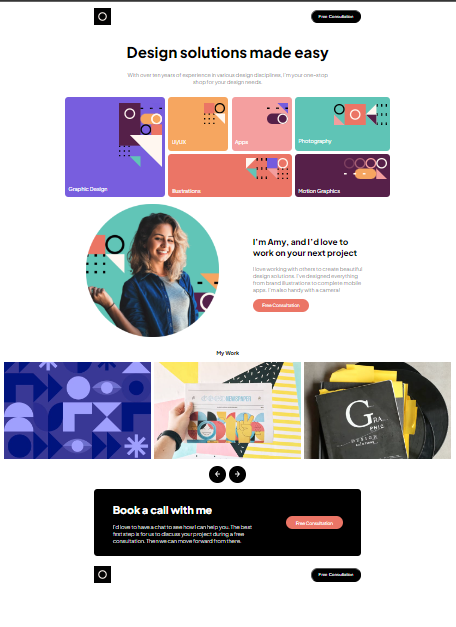 Free Consultation
Design solutions made easy
With over ten years of experience in various design disciplines, I'm your one-stop
shop for your design needs.
Graphic Design
UI/UX
Apps
Photography
Illustrations
Motion Graphics
I'm Amy, and I'd love to
work on your next project
I love working with others to create beautiful
design solutions. I've designed everything
from brand illustrations to complete mobile
apps. I'm also handy with a camera!
Free Consultation
My Work
NEWSPAPER
GRA
PHIC
DESIGN
Book a call with me
I'd love to have a chat to see how I can help you. The best
first step is for us to discuss your project during a free
consultation. Then we can move forward from there.
Free Consultation
Free Consultation